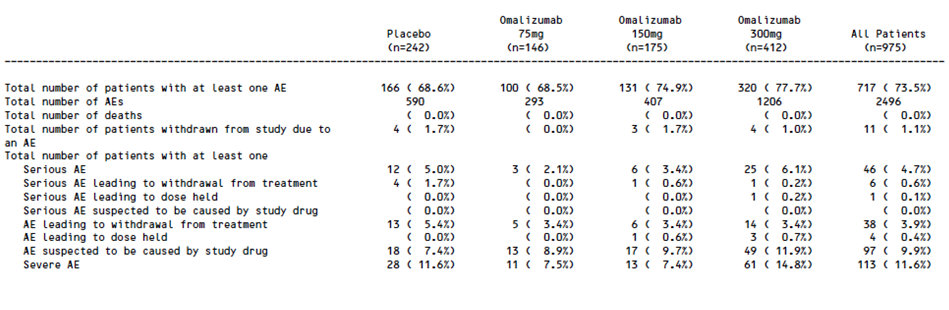 Omalizumab Omalizumab Omalizumab
Placebo 75mg 150mg 300mg All Patients
(n=242) (n=146) (n=175) (n=412) (n=975)
Total number of patients with at least one AE 166 ( 68.6%) 100 ( 68.5%) 131 ( 74.9%) 320 ( 77.7%) 717 ( 73.5%)
Total number of AEs 590 293 407 1206 2496
Total number of deaths ( 0.0%) ( 0.0%) ( 0.0%) ( 0.0%) ( 0.0%)
Total number of patients withdrawn from study due to 4 ( 1.7%) ( 0.0%) 3 ( 1.7%) 4 ( 1.0%) 11 ( 1.1%)
an AE
Total number of patients with at least one
Serious AE 12 ( 5.0%) 3 ( 2.1%) 6 ( 3.4%) 25 ( 6.1%) 46 ( 4.7%)
Serious AE leading to withdrawal from treatment 4 ( 1.7%) ( 0.0%) 1 ( 0.6%) 1 ( 0.2%) 6 ( 0.6%)
Serious AE leading to dose held ( 0.0%) ( 0.0%) ( 0.0%) 1 ( 0.2%) 1 ( 0.1%)
Serious AE suspected to be caused by study drug ( 0.0%) ( 0.0%) ( 0.0%) ( 0.0%) ( 0.0%)
AE leading to withdrawal from treatment 13 ( 5.4%) 5 ( 3.4%) 6 ( 3.4%) 14 ( 3.4%) 38 ( 3.9%)
AE leading to dose held ( 0.0%) ( 0.0%) 1 ( 0.6%) 3 ( 0.7%) 4 ( 0.4%)
AE suspected to be caused by study drug 18 ( 7.4%) 13 ( 8.9%) 17 ( 9.7%) 49 ( 11.9%) 97 ( 9.9%)
Severe AE 28 ( 11.6%) 11 ( 7.5%) 13 ( 7.4%) 61 ( 14.8%) 113 ( 11.6%)